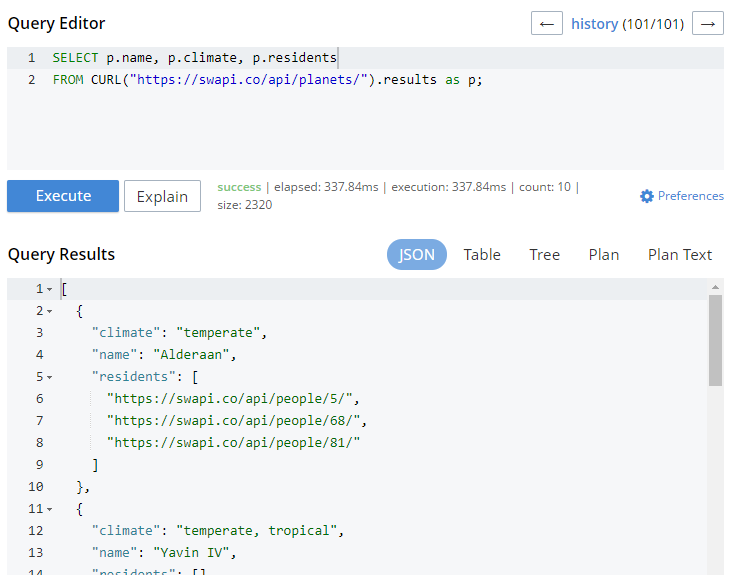 Query Editor
← history (101/101) →
1 SELECT p.name, p.climate, p.residents
2 FROM CURL("https://swapi.co/api/planets/").results as p;
Execute Explain success | elapsed: 337.84ms | execution: 337.84ms | count: 10 |
size: 2320
Preferences
Query Results JSON Table Tree Plan Plan Text
1 [
2 {
3 "climate": "temperate",
4 "name": "Alderaan",
5 "residents": [
6 "https://swapi.co/api/people/5/",
7 "https://swapi.co/api/people/68/",
8 "https://swapi.co/api/people/81/"
9 ]
10 },
11 {
12 "climate": "temperate, tropical",
13 "name": "Yavin IV",
14 "residents": []